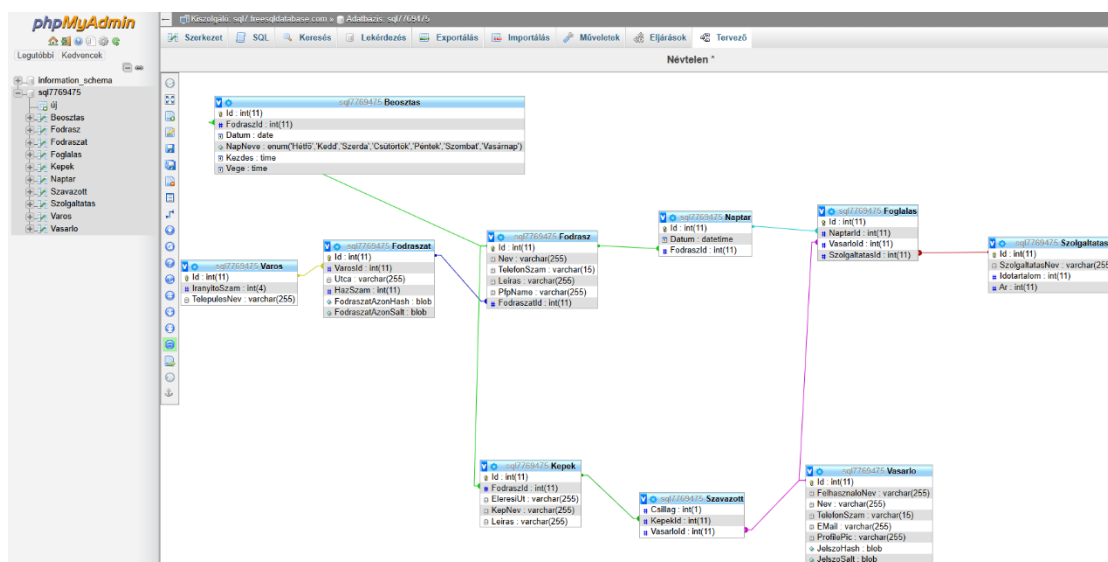 phpMyAdmin
Legutóbbi Kedvencek
information_schema
sql7769475
Új
Beosztas
Fodrasz
Fodraszat
Foglalas
Kepek
Naptar
Szavazott
Szolgaltatas
Varos
Vasarlo
Kiszolgáló: sql7.freesqldatabase.com » Adatbázis: sql7769475
Szerkezet SQL Keresés Lekérdezés Exportálás Importálás Műveletek Eljárások Tervező
Névtelen *
sql7769475 Beosztas
Id : int(11)
FodraszId : int(11)
Datum : date
NapNeve : enum('Hétfő','Kedd','Szerda','Csütörtök','Péntek','Szombat','Vasárnap')
Kezdes : time
Vege : time
sql7769475 Varos
Id : int(11)
IranyitoSzam : int(4)
TelepulesNev : varchar(255)
sql7769475 Fodraszat
Id : int(11)
VarosId : int(11)
Utca : varchar(255)
HazSzam : int(11)
FodraszatAzonHash : blob
FodraszatAzonSalt : blob
sql7769475 Fodrasz
Id : int(11)
Nev : varchar(255)
TelefonSzam : varchar(15)
Leiras : varchar(255)
PfpName : varchar(255)
FodraszatId : int(11)
sql7769475 Naptar
Id : int(11)
Datum : datetime
FodraszId : int(11)
sql7769475 Foglalas
Id : int(11)
NaptarId : int(11)
VasarloId : int(11)
SzolgaltatasId : int(11)
sql7769475 Szolgaltatas
Id : int(11)
SzolgaltatasNev : varchar(255
Idotartalom : int(11)
Ar : int(11)
sql7769475 Kepek
Id : int(11)
FodraszId : int(11)
EleresiUt : varchar(255)
KepNev : varchar(255)
Leiras : varchar(255)
sql7769475 Szavazott
Csillag : int(1)
KepekId : int(11)
VasarloId : int(11)
sql7769475 Vasarlo
Id : int(11)
FelhasznaloNev : varchar(255)
Nev : varchar(255)
TelefonSzam : varchar(15)
EMail : varchar(255)
ProfilePic : varchar(255)
JelszoHash : blob
JelszoSalt : blob